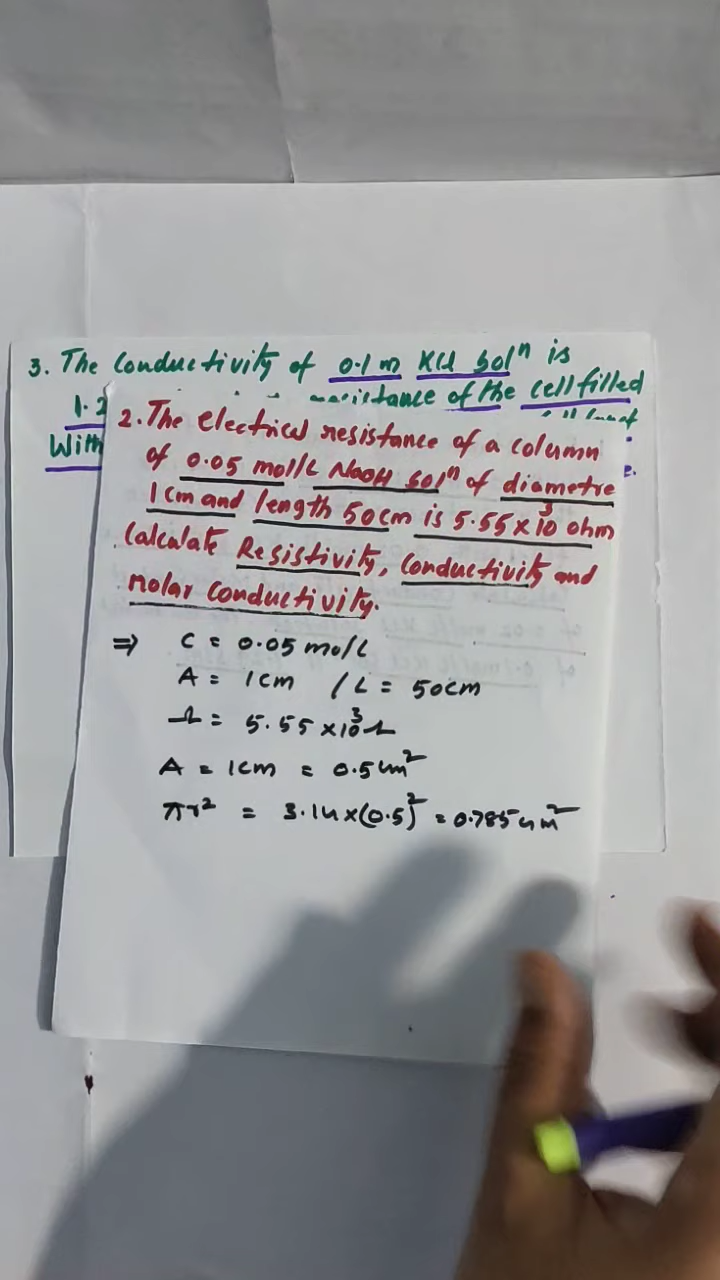 3. The Conductivity of 0.1 m KCl solⁿ is
1.2 resistance of the cell filled
With
2. The electrical resistance of a column
of 0.05 mol/L NaOH solⁿ of diametre
1cm and length 50cm is 5.55×10³ ohm
Calculate Resistivity, Conductivity and
molar Conductivity.
⇒ C = 0.05 mol/L
A = 1cm / L = 50cm
Ω = 5.55 ×10³Ω
A = 1cm = 0.5cm²
πr² = 3.14×(0.5)² = 0.785cm²